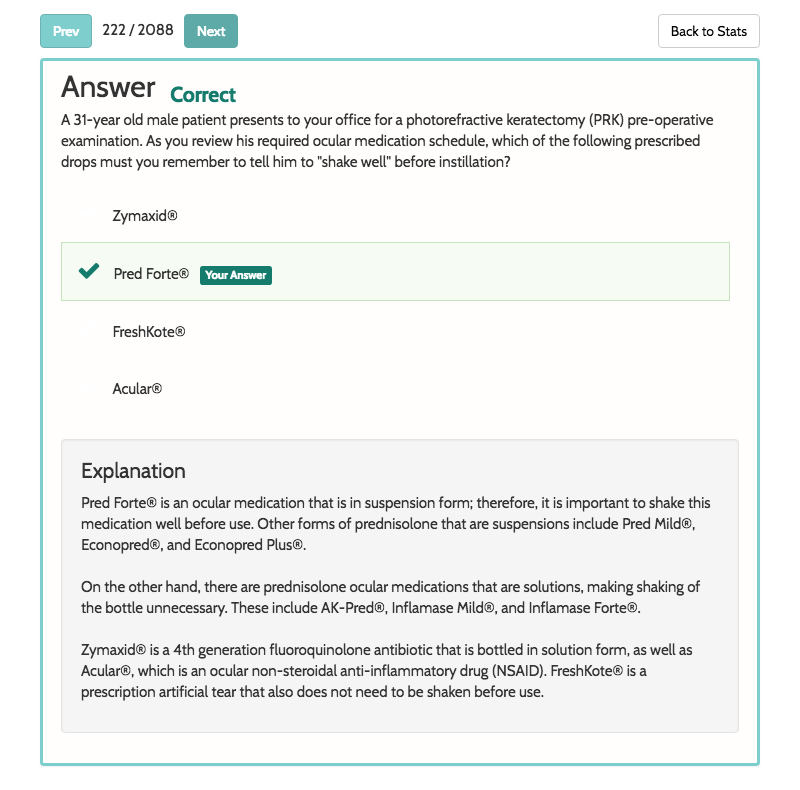 Prev 222 / 2088 Next Back to Stats
Answer Correct
A 31-year old male patient presents to your office for a photorefractive keratectomy (PRK) pre-operative
examination. As you review his required ocular medication schedule, which of the following prescribed
drops must you remember to tell him to "shake well" before instillation?
Zymaxid®
Pred Forte® Your Answer
FreshKote®
Acular®
Explanation
Pred Forte® is an ocular medication that is in suspension form; therefore, it is important to shake this
medication well before use. Other forms of prednisolone that are suspensions include Pred Mild®,
Econopred®, and Econopred Plus®.
On the other hand, there are prednisolone ocular medications that are solutions, making shaking of
the bottle unnecessary. These include AK-Pred®, Inflamase Mild®, and Inflamase Forte®.
Zymaxid® is a 4th generation fluoroquinolone antibiotic that is bottled in solution form, as well as
Acular®, which is an ocular non-steroidal anti-inflammatory drug (NSAID). FreshKote® is a
prescription artificial tear that also does not need to be shaken before use.